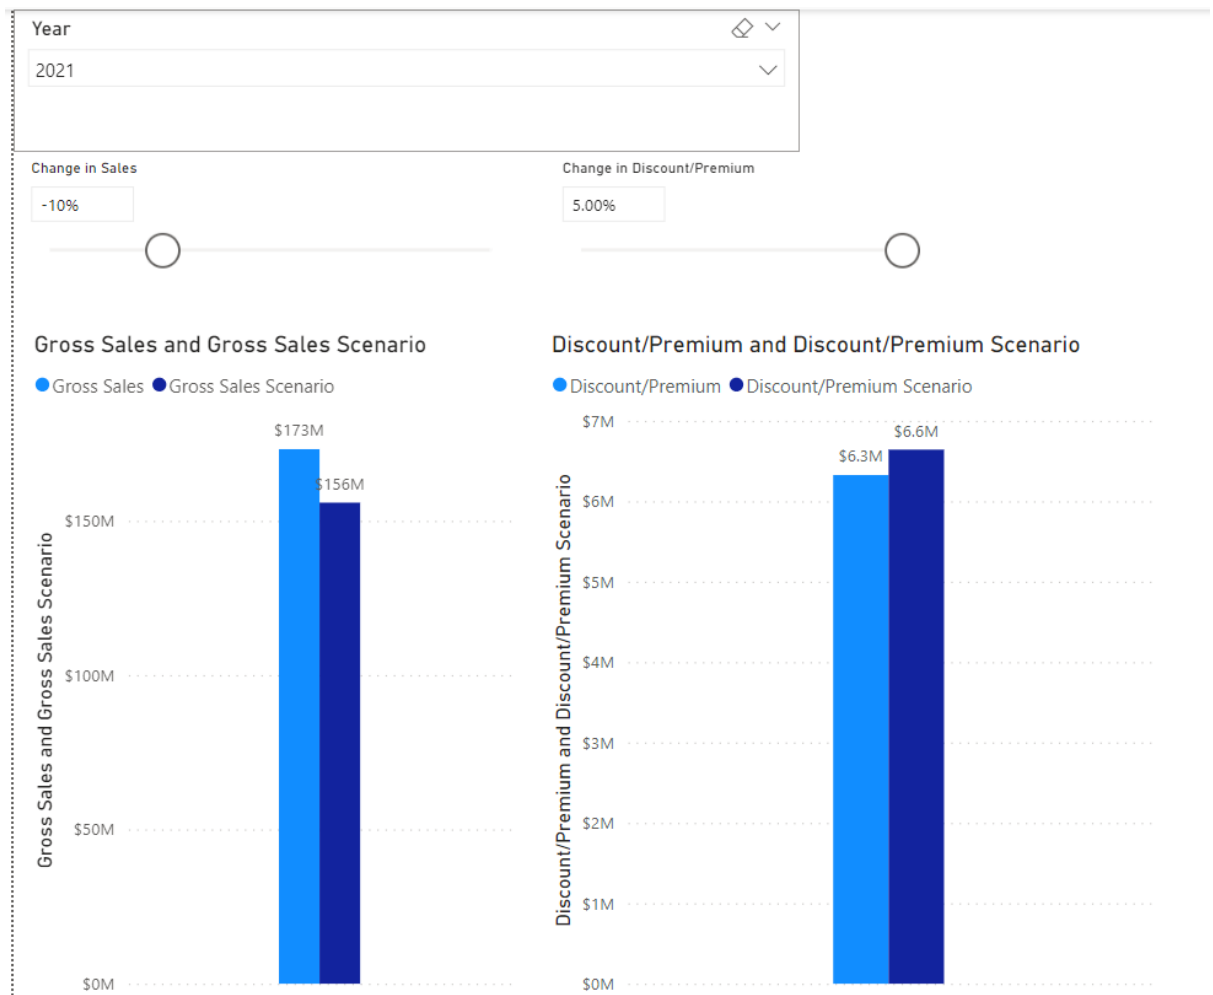 Year
2021
Change in Sales
-10%
Change in Discount/Premium
5.00%
Gross Sales and Gross Sales Scenario
Gross Sales Gross Sales Scenario
$173M
$156M
$150M
$100M
$50M
$0M
Gross Sales and Gross Sales Scenario
Discount/Premium and Discount/Premium Scenario
Discount/Premium Discount/Premium Scenario
$7M
$6.6M
$6.3M
$6M
$5M
$4M
$3M
$2M
$1M
$0M
Discount/Premium and Discount/Premium Scenario